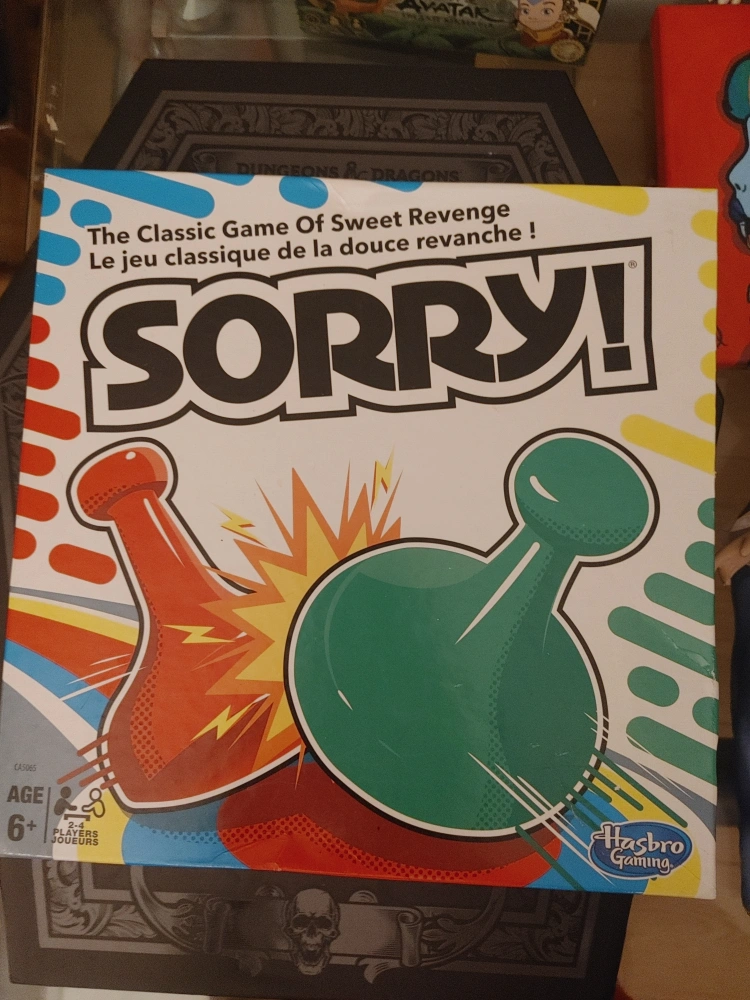 AVATAR
DUNGEONS & DRAGONS
The Classic Game Of Sweet Revenge
Le jeu classique de la douce revanche !
SORRY!®
CA5065
AGE
6+
2-4
PLAYERS
JOUEURS
Hasbro
Gaming